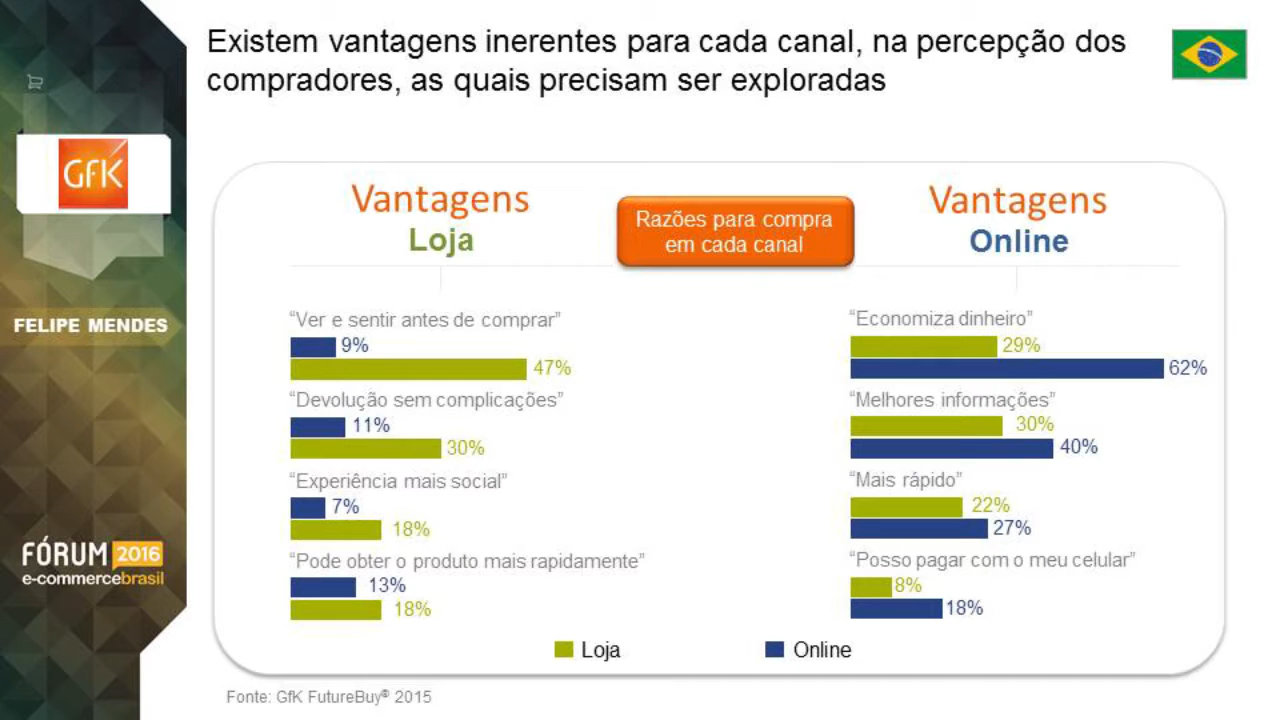 Existem vantagens inerentes para cada canal, na percepção dos
compradores, as quais precisam ser exploradas
GfK
FELIPE MENDES
FÓRUM 2016
e-commercebrasil
Vantagens
Loja
Razões para compra
em cada canal
Vantagens
Online
“Ver e sentir antes de comprar”
9%
47%
“Devolução sem complicações”
11%
30%
“Experiência mais social”
7%
18%
“Pode obter o produto mais rapidamente”
13%
18%
“Economiza dinheiro”
29%
62%
“Melhores informações”
30%
40%
“Mais rápido”
22%
27%
“Posso pagar com o meu celular”
8%
18%
Loja
Online
Fonte: GfK FutureBuy® 2015